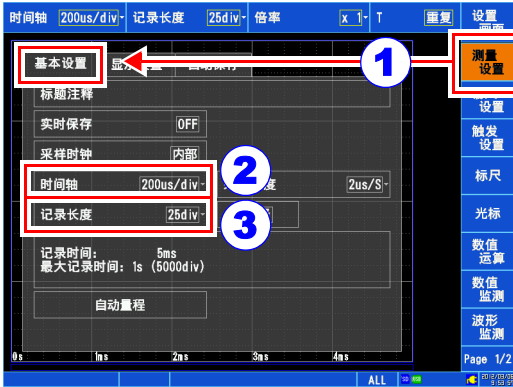 时间轴 200us/div 记录长度 25div 倍率 x 1 T 重复 设置
测量
设置
基本设置
1
标题注释
设置
实时保存 OFF
触发
设置
采样时钟 内部
2
标尺
时间轴 200us/div 度 2us/S
记录长度 25div
3
光标
数值
运算
记录时间: 5ms
最大记录时间: 1s (5000div)
数值
监测
自动量程
波形
监测
0s 1ms 2ms 3ms 4ms
Page 1/2
ALL